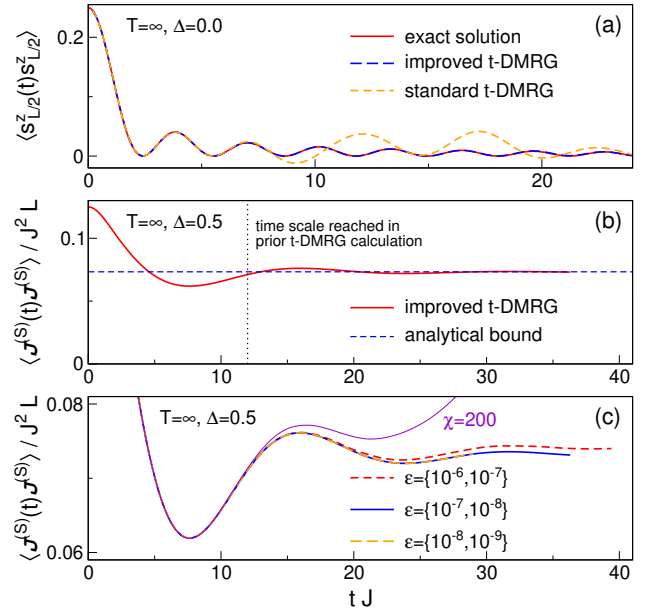 T=∞, Δ=0.0
(a)
exact solution
improved t-DMRG
standard t-DMRG
⟨s^z_{L/2}(t)s^z_{L/2}⟩
0.2
0
0 10 20
T=∞, Δ=0.5
(b)
time scale reached in
prior t-DMRG calculation
improved t-DMRG
analytical bound
⟨J^{(S)}(t)J^{(S)}⟩ / J² L
0.1
0
0 10 20 30 40
0.08
(c)
T=∞, Δ=0.5
χ=200
ε={10⁻⁶,10⁻⁷}
ε={10⁻⁷,10⁻⁸}
ε={10⁻⁸,10⁻⁹}
⟨J^{(S)}(t)J^{(S)}⟩ / J² L
0.06
0 10 20 30 40
t J